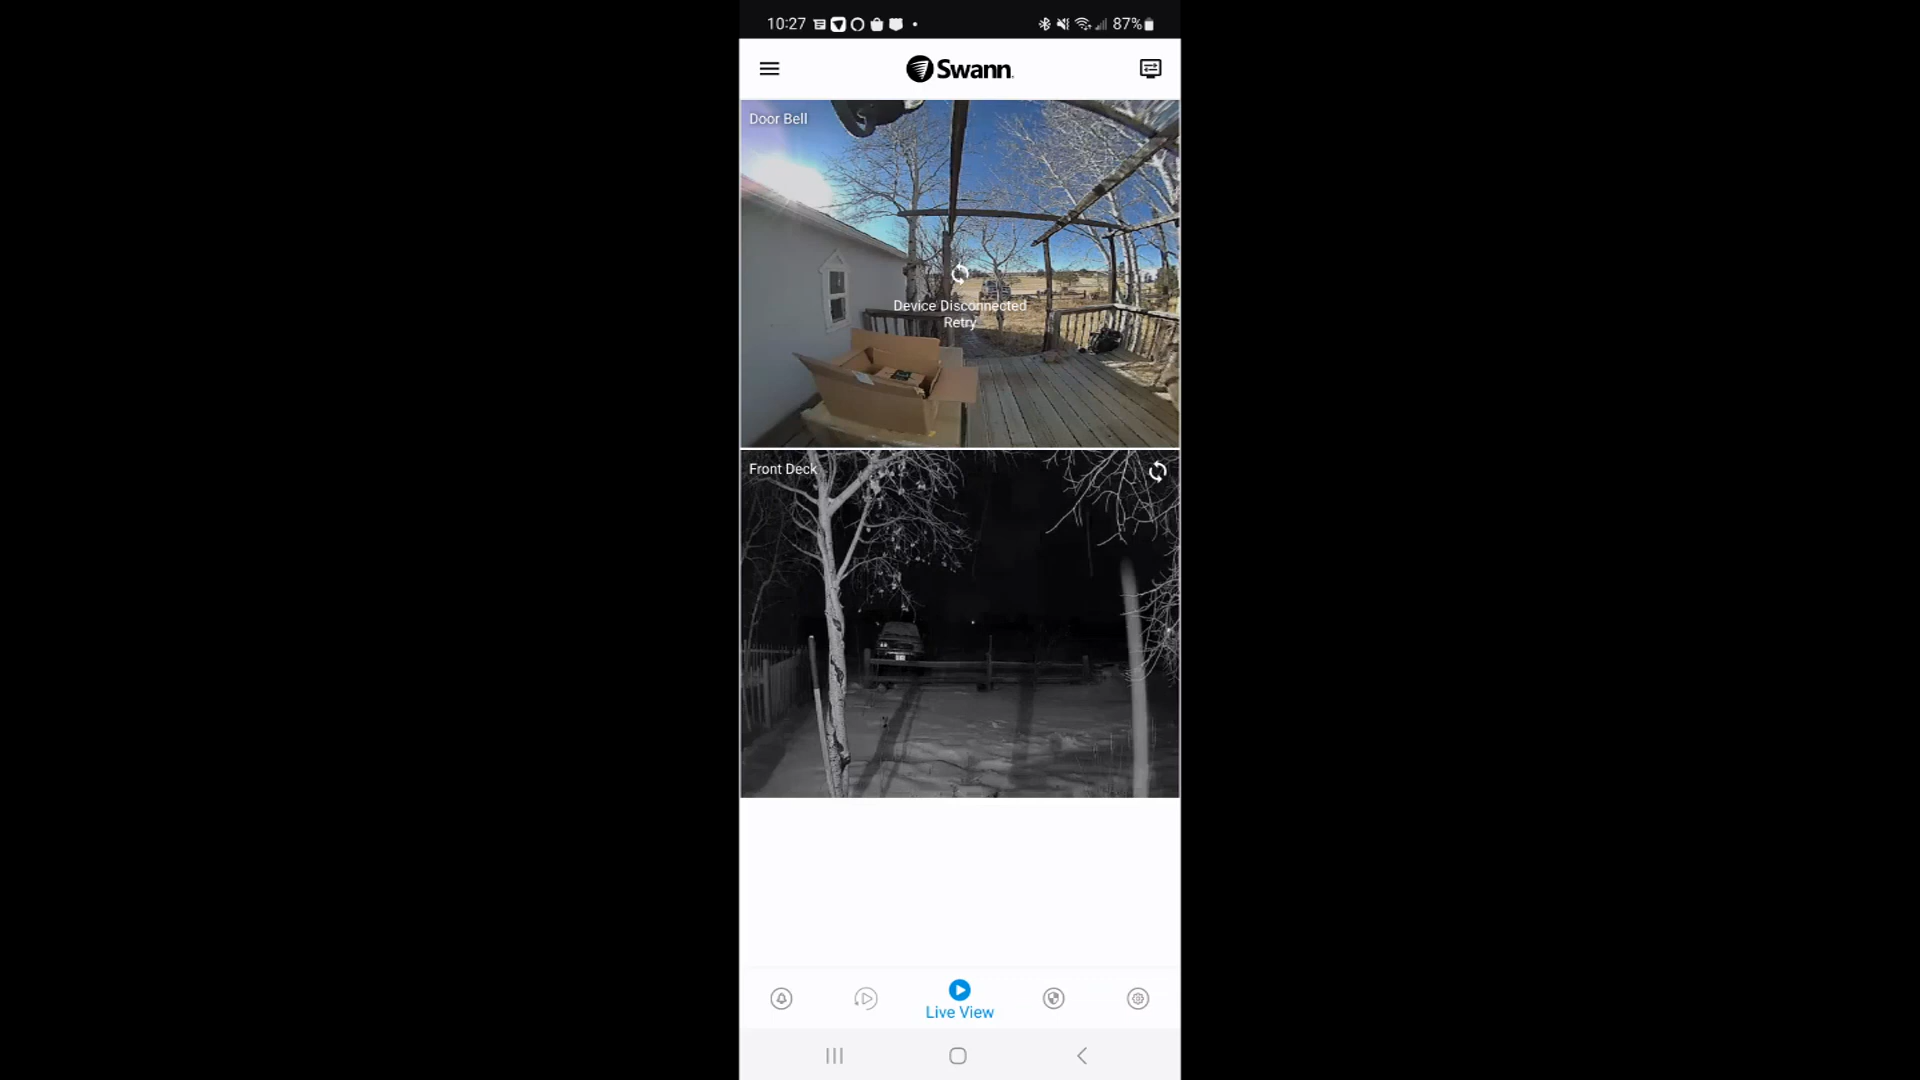 10:27
87%
Swann
Door Bell
Device Disconnected
Retry
Front Deck
Live View